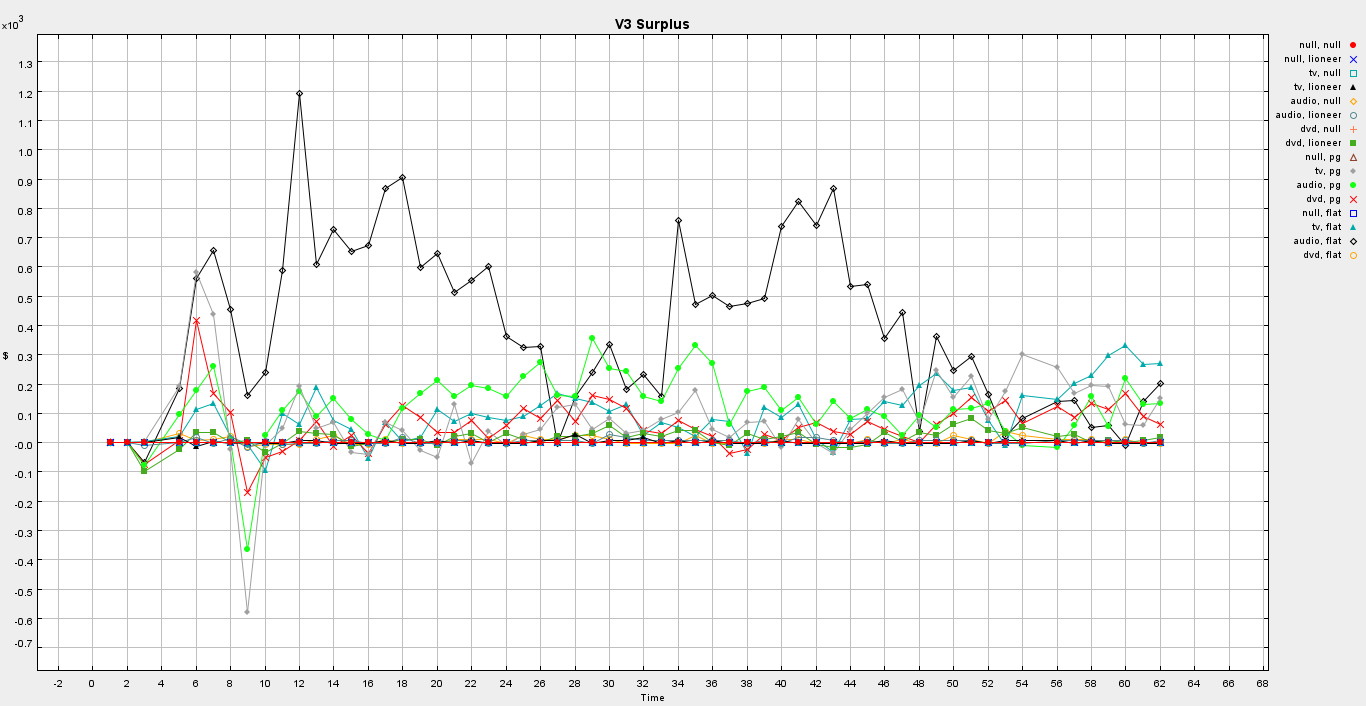 V3 Surplus
x10^3
1.3
1.2
1.1
1.0
0.9
0.8
0.7
0.6
0.5
0.4
0.3
0.2
0.1
-0.0
-0.1
-0.2
-0.3
-0.4
-0.5
-0.6
-0.7
$
-2 0 2 4 6 8 10 12 14 16 18 20 22 24 26 28 30 32 34 36 38 40 42 44 46 48 50 52 54 56 58 60 62 64 66 68
Time
null, null
null, lioneer
tv, null
tv, lioneer
audio, null
audio, lioneer
dvd, null
dvd, lioneer
null, pg
tv, pg
audio, pg
dvd, pg
null, flat
tv, flat
audio, flat
dvd, flat